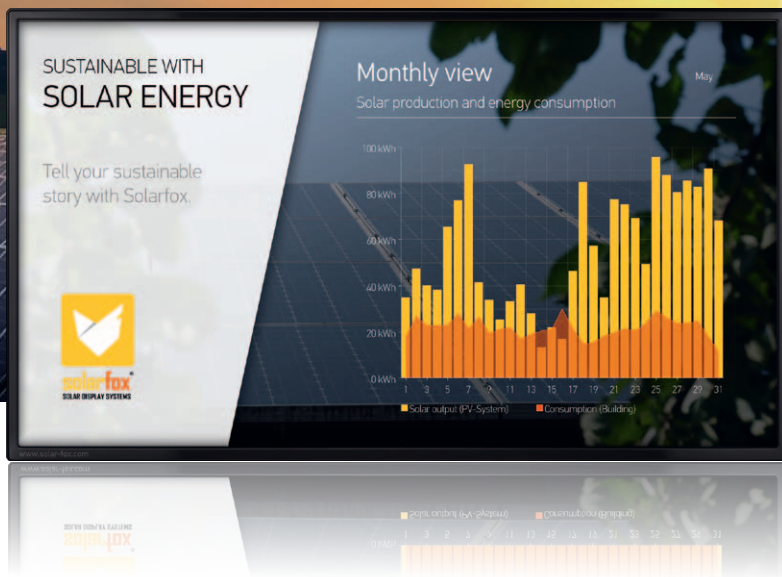 SUSTAINABLE WITH
SOLAR ENERGY
Tell your sustainable
story with Solarfox.
solarfox®
SOLAR DISPLAY SYSTEMS
www.solar-fox.com
Monthly view
May
Solar production and energy consumption
100 kWh
80 kWh
60 kWh
40 kWh
20 kWh
0 kWh
1 3 5 7 9 11 13 15 17 19 21 23 25 27 29 31
Solar output (PV-System) Consumption (Building)